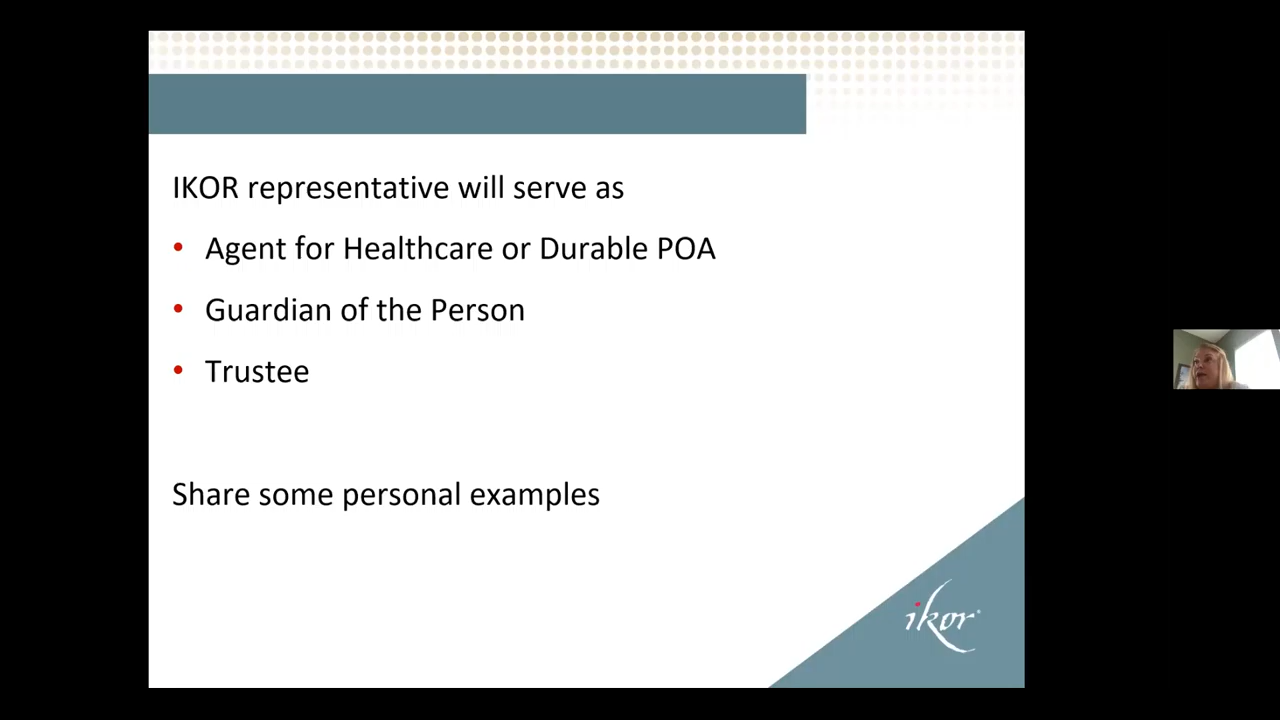 IKOR representative will serve as
• Agent for Healthcare or Durable POA
• Guardian of the Person
• Trustee
Share some personal examples
ikor